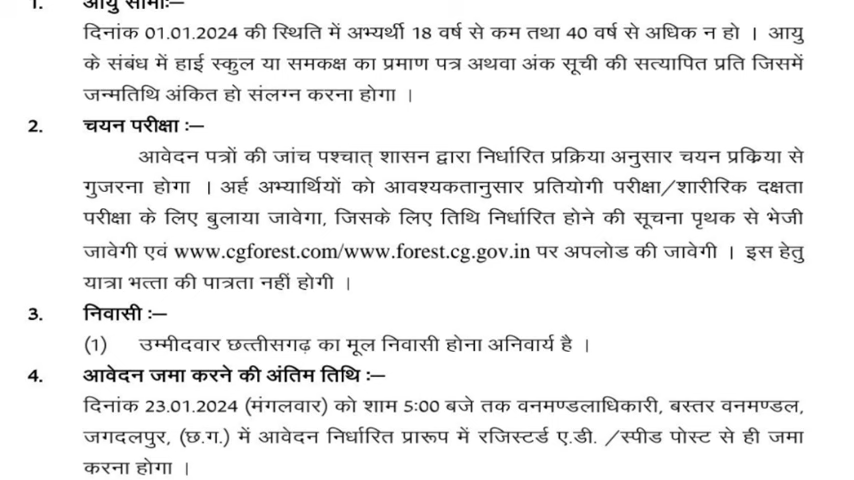 1. आयु सीमाः—
दिनांक 01.01.2024 की स्थिति में अभ्यर्थी 18 वर्ष से कम तथा 40 वर्ष से अधिक न हो । आयु
के संबंध में हाई स्कुल या समकक्ष का प्रमाण पत्र अथवा अंक सूची की सत्यापित प्रति जिसमें
जन्मतिथि अंकित हो संलग्न करना होगा ।
2. चयन परीक्षा :—
आवेदन पत्रों की जांच पश्चात् शासन द्वारा निर्धारित प्रक्रिया अनुसार चयन प्रकिया से
गुजरना होगा । अर्ह अभ्यार्थियों को आवश्यकतानुसार प्रतियोगी परीक्षा/शारीरिक दक्षता
परीक्षा के लिए बुलाया जावेगा, जिसके लिए तिथि निर्धारित होने की सूचना पृथक से भेजी
जावेगी एवं www.cgforest.com/www.forest.cg.gov.in पर अपलोड की जावेगी । इस हेतु
यात्रा भत्ता की पात्रता नहीं होगी ।
3. निवासी :—
(1) उम्मीदवार छत्तीसगढ़ का मूल निवासी होना अनिवार्य है ।
4. आवेदन जमा करने की अंतिम तिथि :—
दिनांक 23.01.2024 (मंगलवार) को शाम 5:00 बजे तक वनमण्डलाधिकारी, बस्तर वनमण्डल,
जगदलपुर, (छ.ग.) में आवेदन निर्धारित प्रारूप में रजिस्टर्ड ए.डी. /स्पीड पोस्ट से ही जमा
करना होगा ।